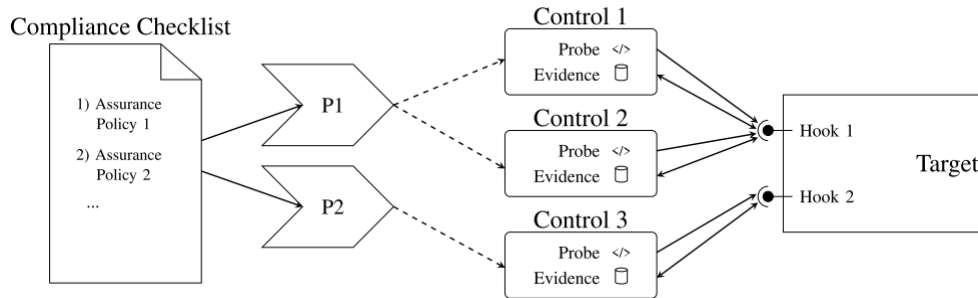 Compliance Checklist
1) Assurance
Policy 1
2) Assurance
Policy 2
...
P1
P2
Control 1
Probe </>
Evidence
Control 2
Probe </>
Evidence
Control 3
Probe </>
Evidence
Hook 1
Hook 2
Target